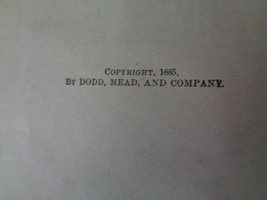 COPYRIGHT, 1885,
BY DODD, MEAD, AND COMPANY.